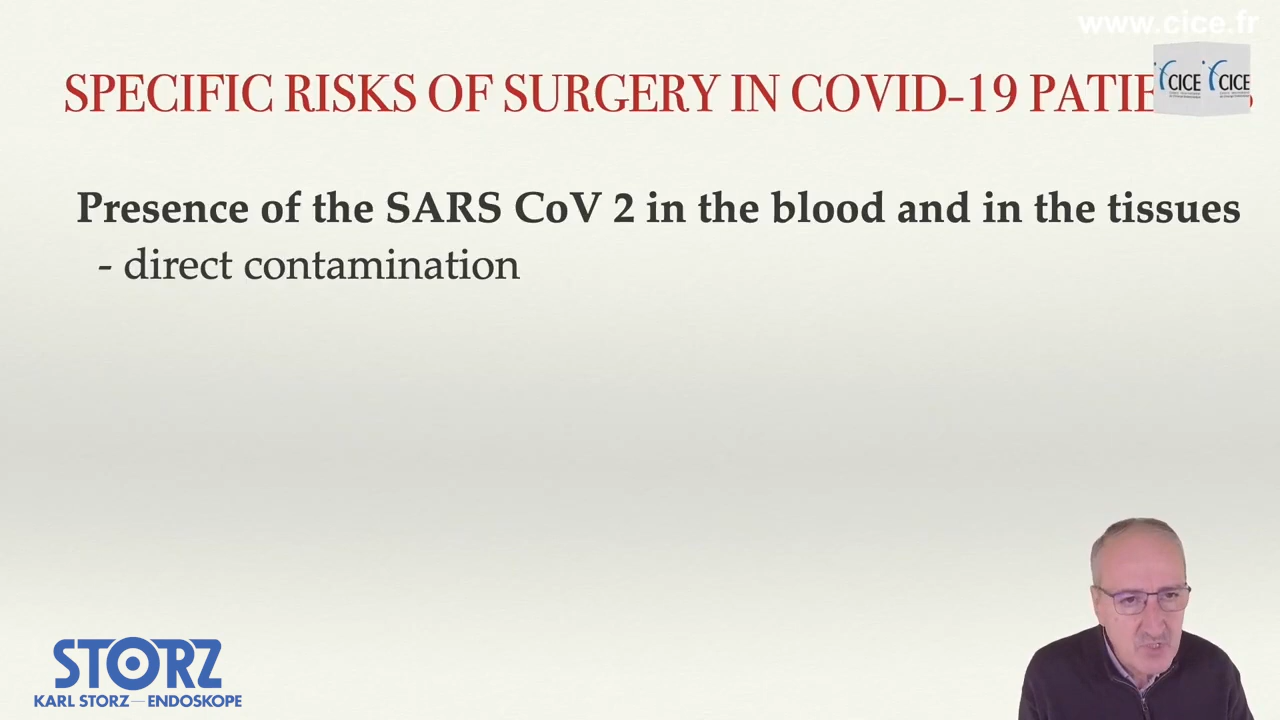 www.cice.fr
SPECIFIC RISKS OF SURGERY IN COVID-19 PATIE
CICE CICE
Presence of the SARS CoV 2 in the blood and in the tissues
- direct contamination
STORZ
KARL STORZ — ENDOSKOPE